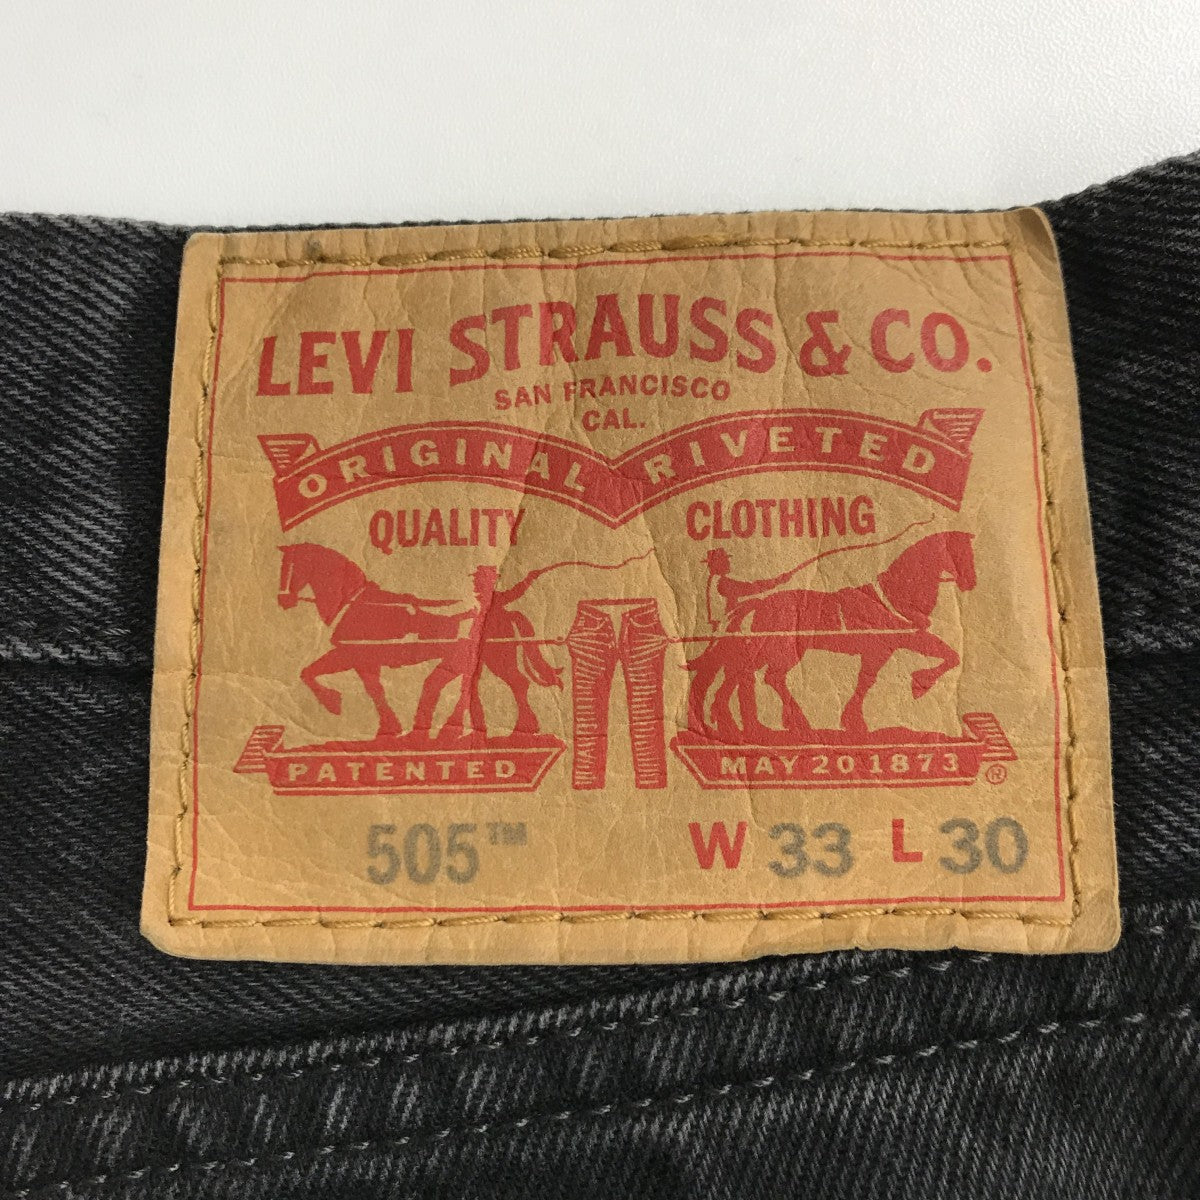 LEVI STRAUSS & CO.
SAN FRANCISCO
CAL.
ORIGINAL RIVETED
QUALITY CLOTHING
PATENTED MAY 20 1873 ®
505™ W 33 L 30